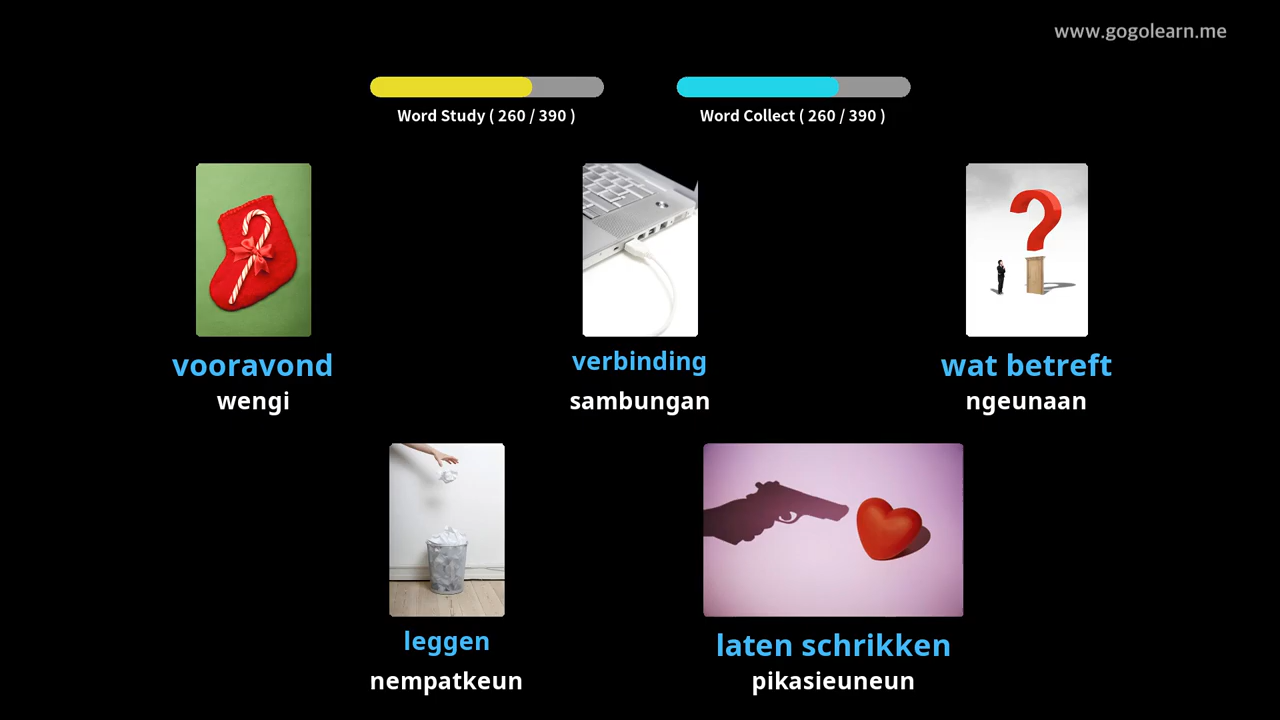 www.gogolearn.me
Word Study ( 260 / 390 )
Word Collect ( 260 / 390 )
vooravond
wengi
verbinding
sambungan
wat betreft
ngeunaan
leggen
nempatkeun
laten schrikken
pikasieuneun